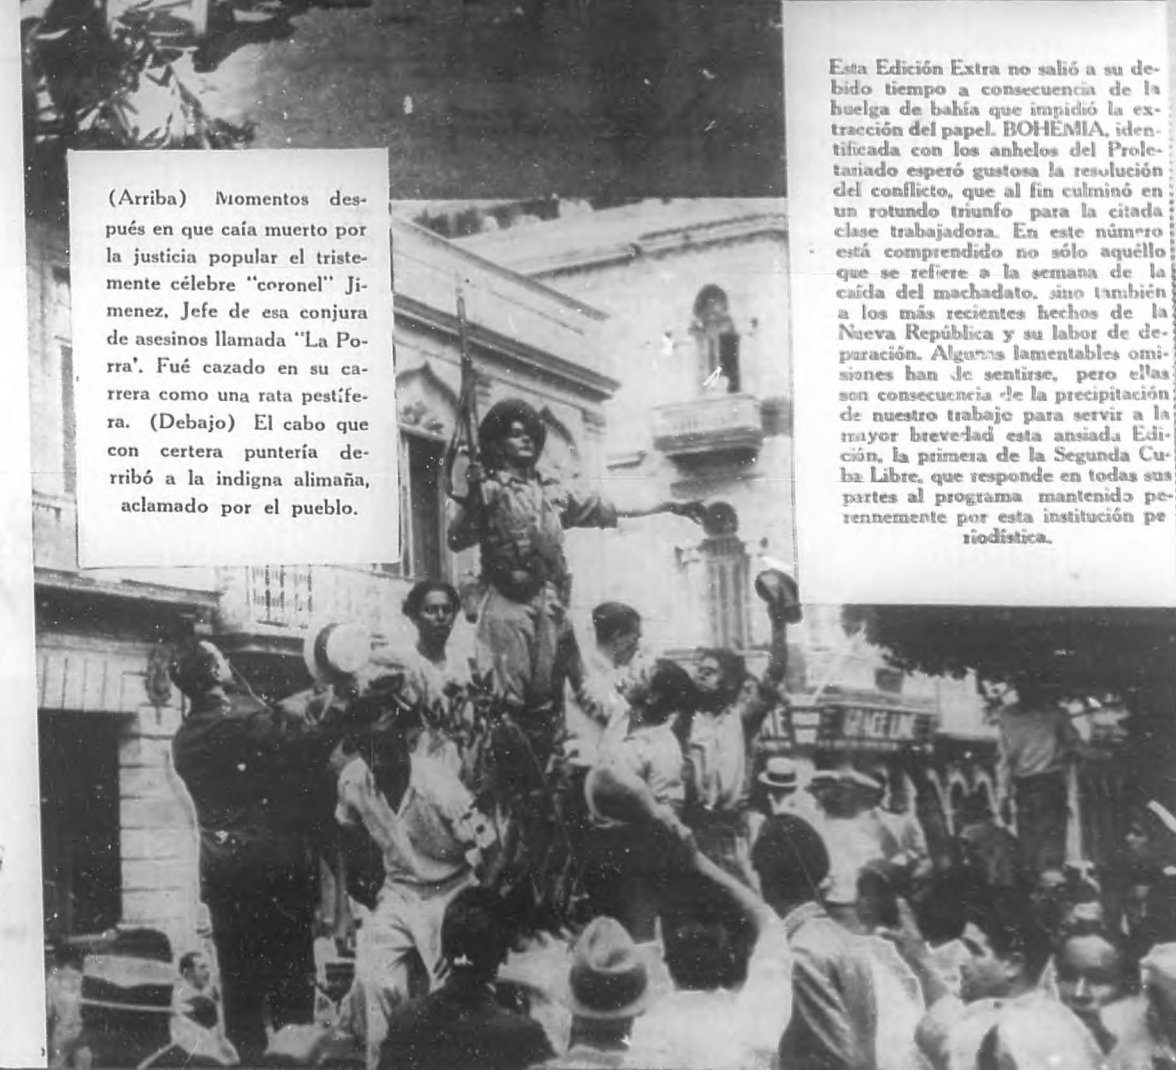 (Arriba) Momentos des-
pués en que caía muerto por
la justicia popular el triste-
mente célebre "coronel" Ji-
menez, Jefe de esa conjura
de asesinos llamada "La Po-
rra'. Fué cazado en su ca-
rrera como una rata pestífe-
ra. (Debajo) El cabo que
con certera puntería de-
rribó a la indigna alimaña,
aclamado por el pueblo.
Esta Edición Extra no salió a su de-
bido tiempo a consecuencia de la
huelga de bahía que impidió la ex-
tracción del papel. BOHEMIA, iden-
tificada con los anhelos del Prole-
tariado esperó gustosa la resolución
del conflicto, que al fin culminó en
un rotundo triunfo para la citada
clase trabajadora. En este número
está comprendido no sólo aquéllo
que se refiere a la semana de la
caída del machadato, sino también
a los más recientes hechos de la
Nueva República y su labor de de-
puración. Algunas lamentables omi-
siones han de sentirse, pero ellas
son consecuencia de la precipitación
de nuestro trabajo para servir a la
mayor brevedad esta ansiada Edi-
ción, la primera de la Segunda Cu-
ba Libre, que responde en todas sus
partes al programa mantenido pe-
rennemente por esta institución pe
riodística.